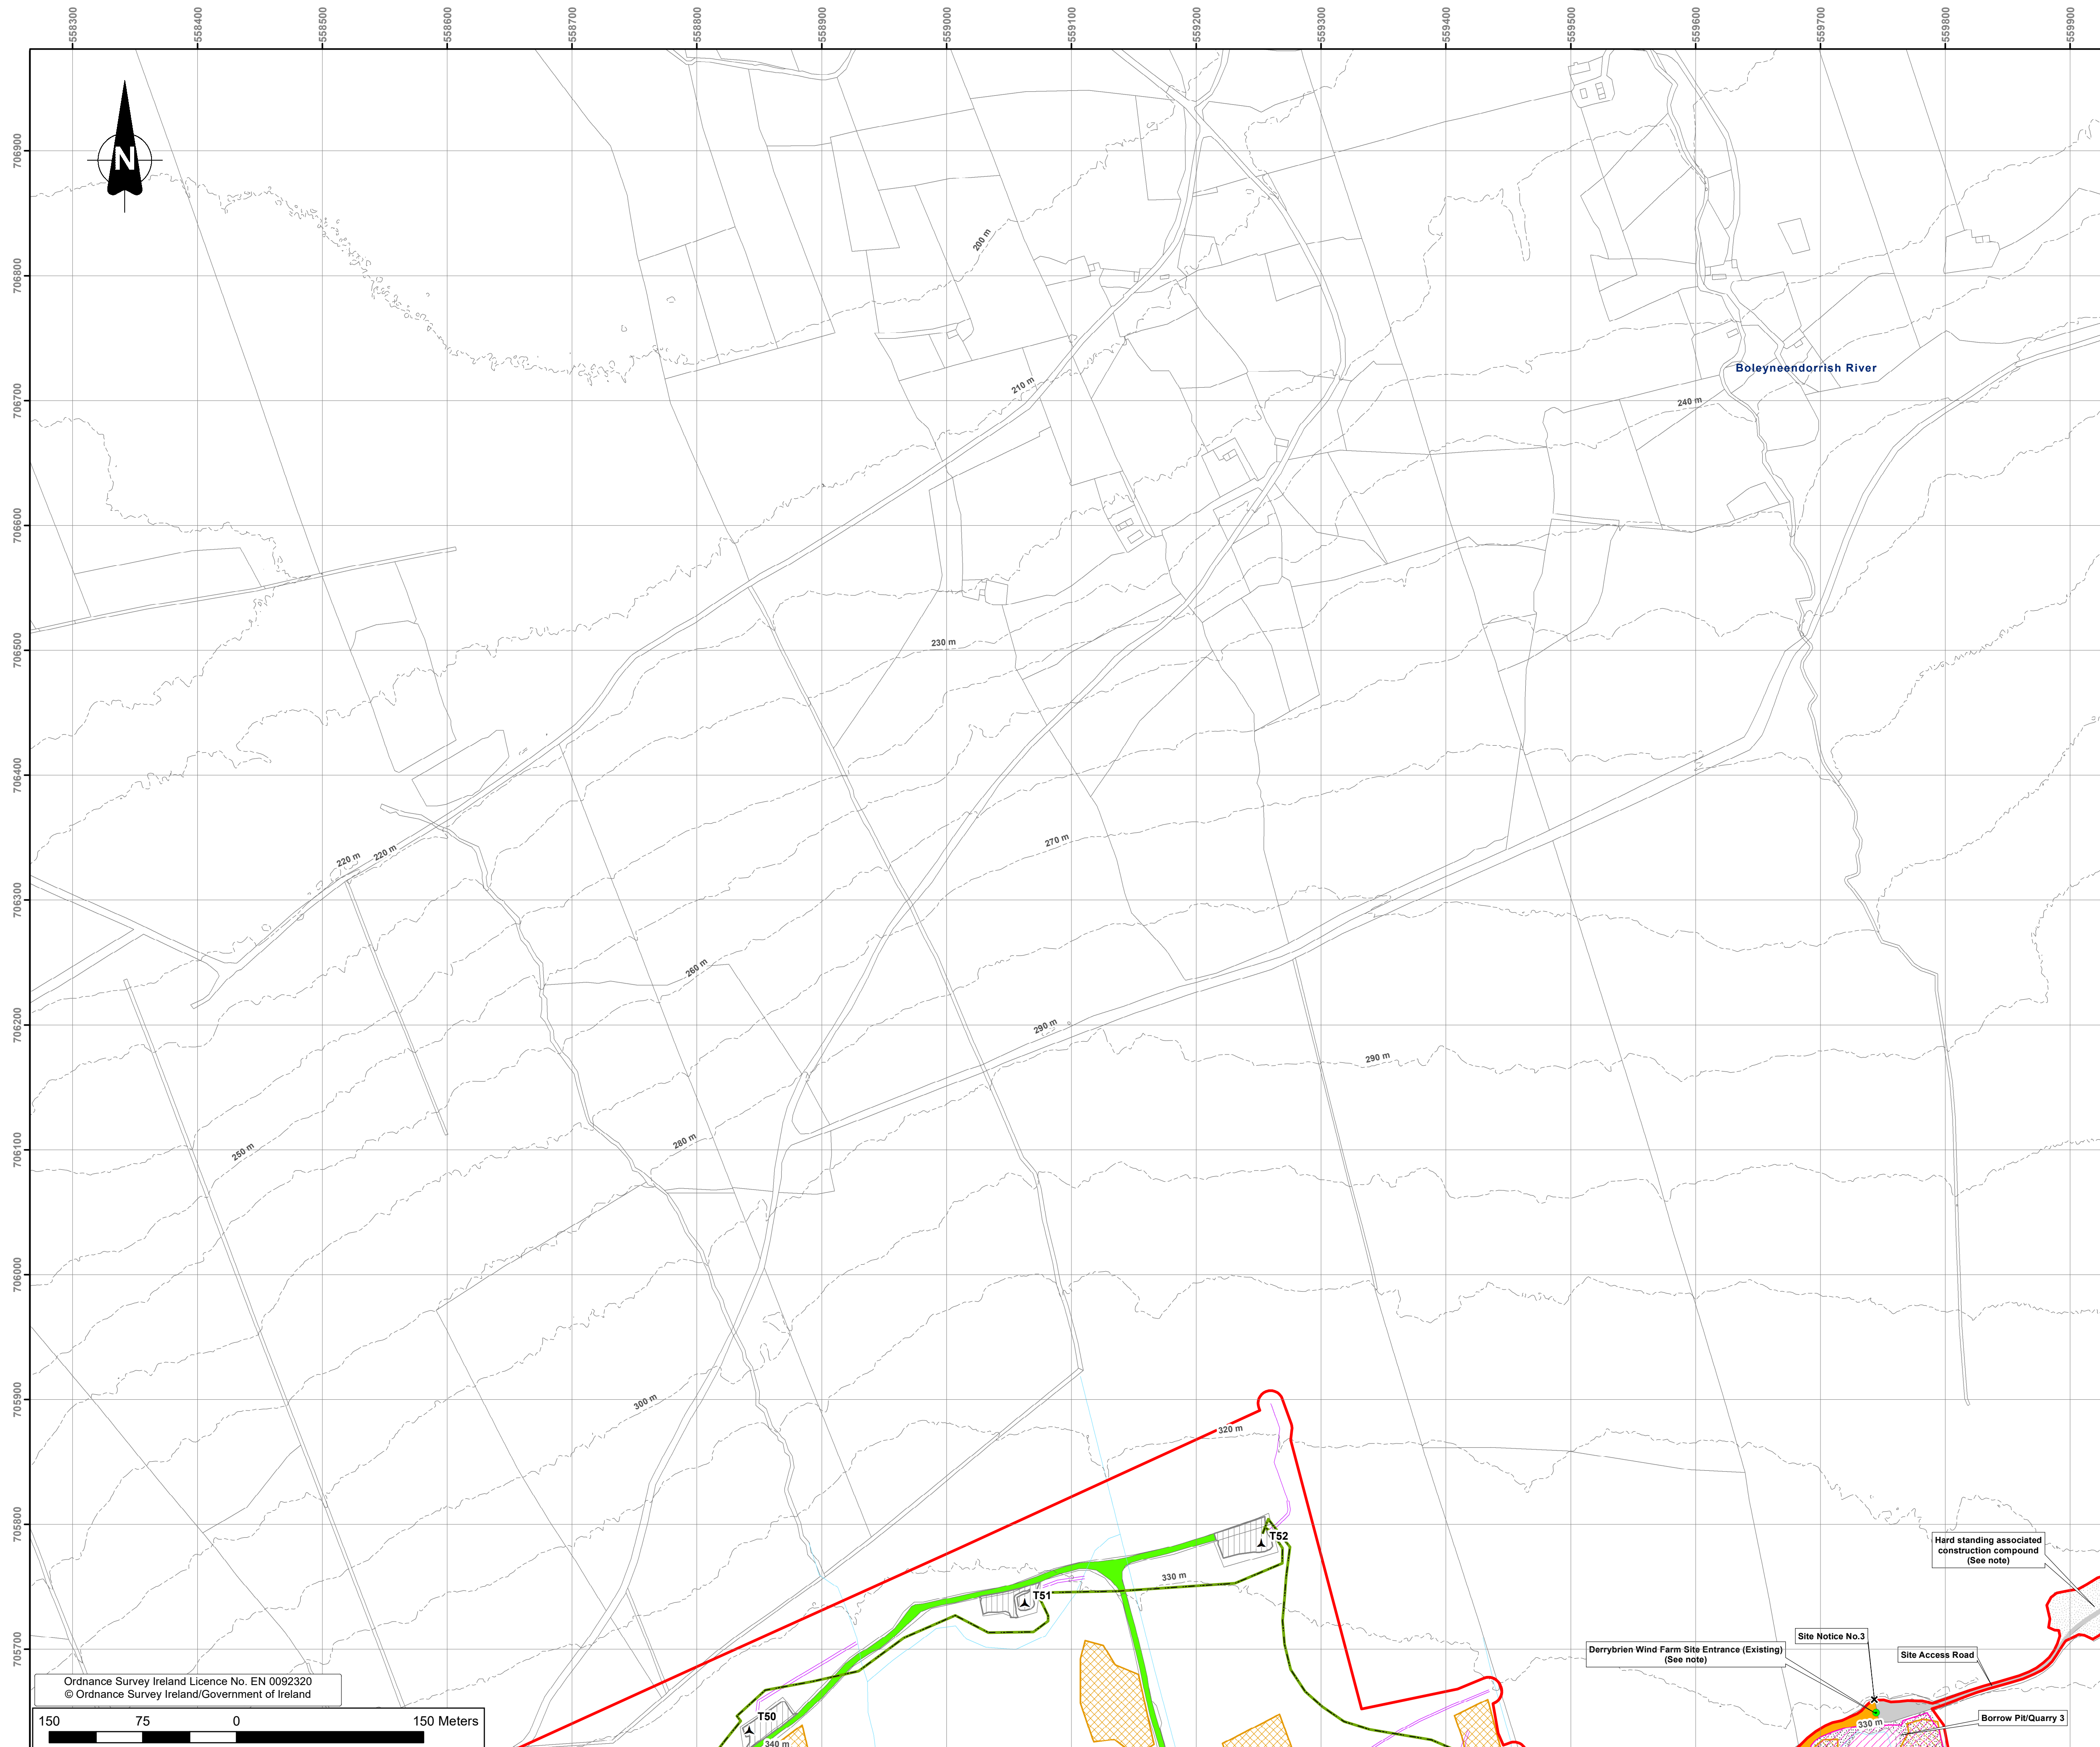 558300 558400 558500 558600 558700 558800 558900 559000 559100 559200 559300 559400 559500 559600 559700 559800 559900
N
706900
706800
706700
706600
706500
706400
706300
706200
706100
706000
705900
705800
705700
200 m
210 m
Boleyneendorrish River
240 m
230 m
270 m
220 m
220 m
260 m
290 m
290 m
280 m
250 m
300 m
320 m
T52
330 m
T51
T50
340 m
Hard standing associated
construction compound
(See note)
Site Notice No.3
Derrybrien Wind Farm Site Entrance (Existing)
(See note)
Site Access Road
330 m
Borrow Pit/Quarry 3
Ordnance Survey Ireland Licence No. EN 0092320
© Ordnance Survey Ireland/Government of Ireland
150 75 0 150 Meters